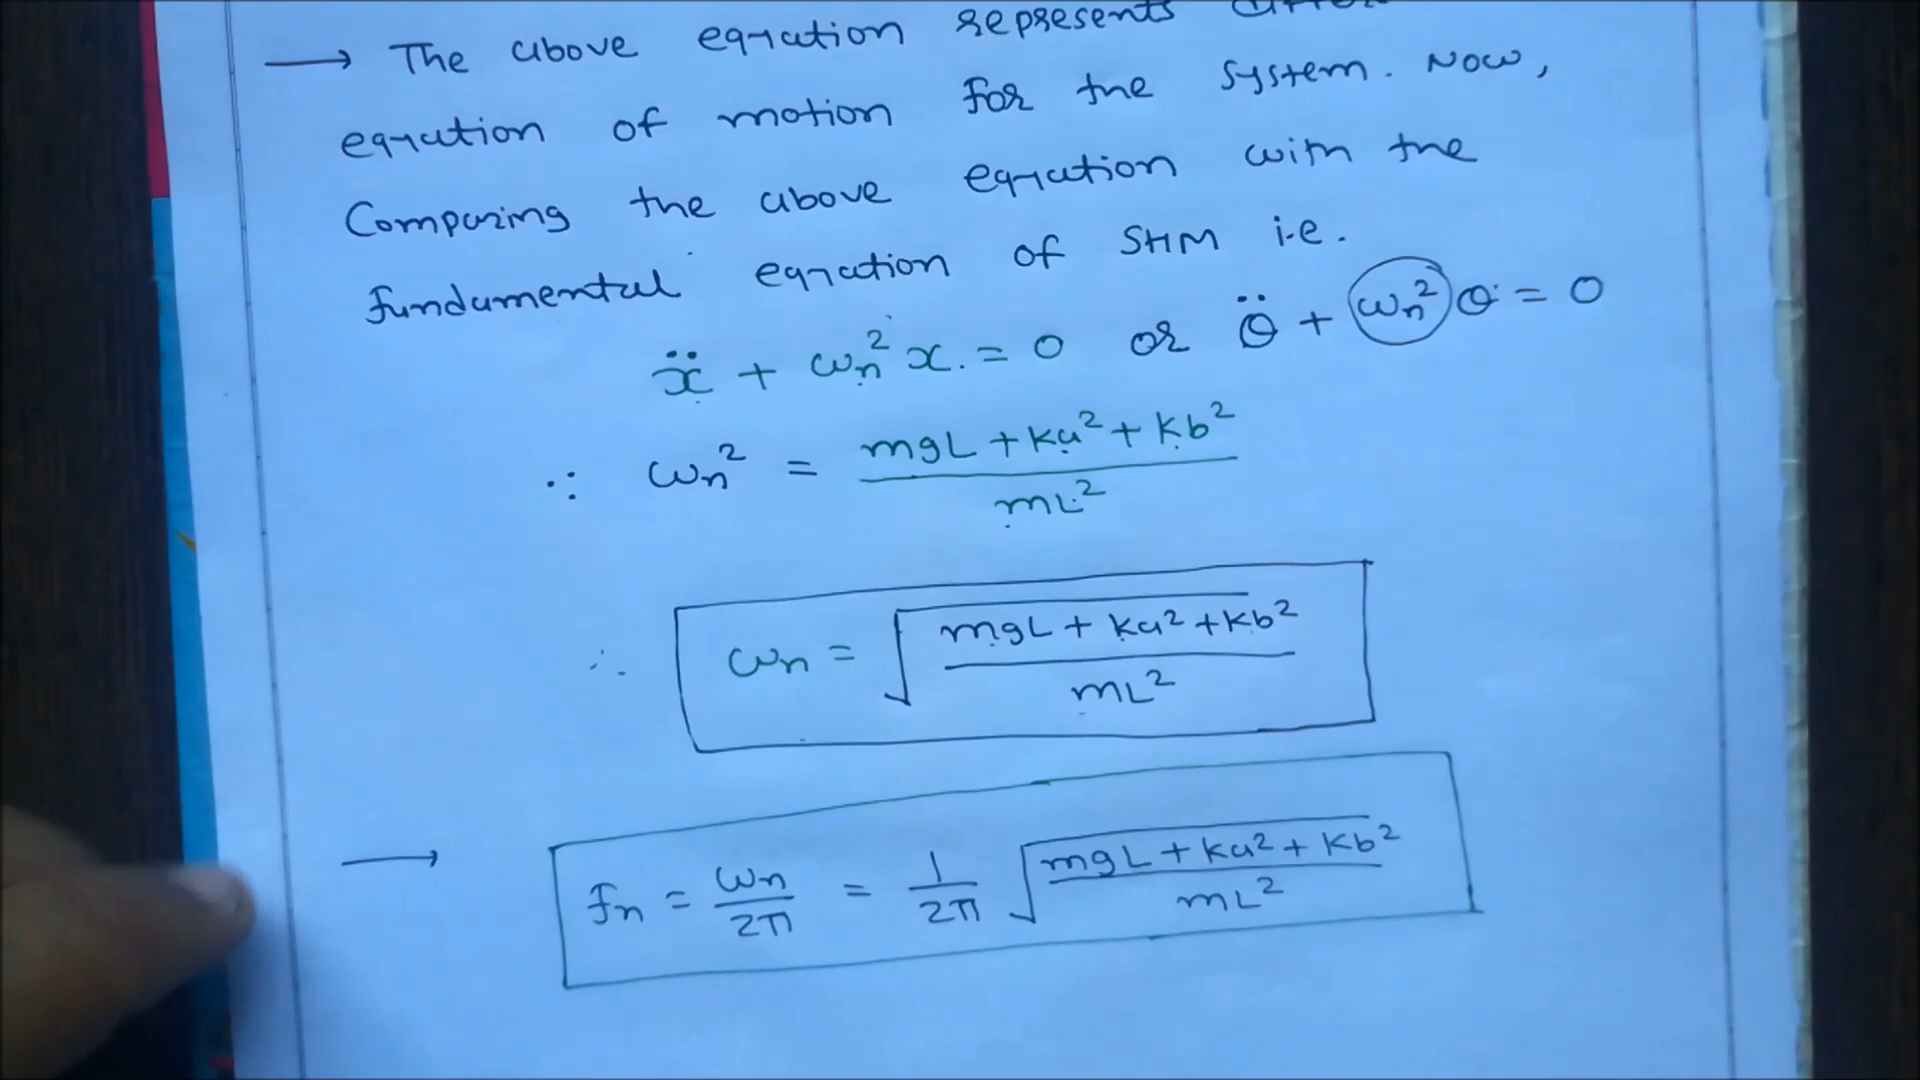 → The above equation represents
equation of motion for the system. Now,
Comparing the above equation with the
fundamental equation of SHM i.e.
ẍ + ωn² x = 0 or θ̈ + ωn² θ = 0
∴ ωn² = (mgL + ka² + kb²) / mL²
∴ ωn = √((mgL + ka² + kb²) / mL²)
→ fn = ωn / 2π = 1 / 2π √((mgL + ka² + kb²) / mL²)